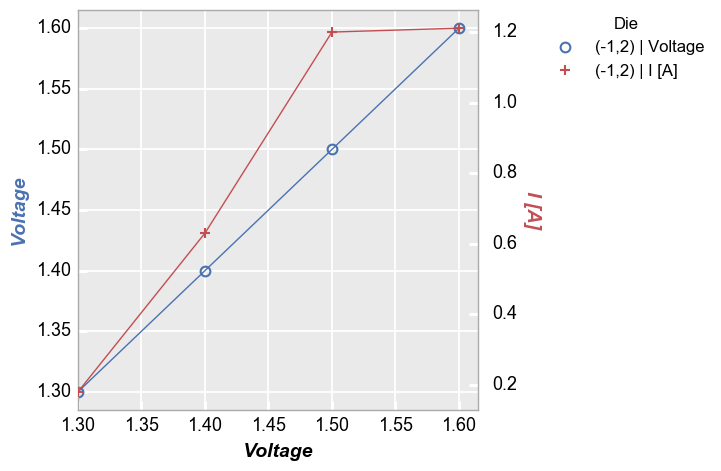 Die
(-1,2) | Voltage
(-1,2) | I [A]
1.60
1.55
1.50
1.45
1.40
1.35
1.30
Voltage
1.2
1.0
0.8
0.6
0.4
0.2
I [A]
1.30 1.35 1.40 1.45 1.50 1.55 1.60
Voltage